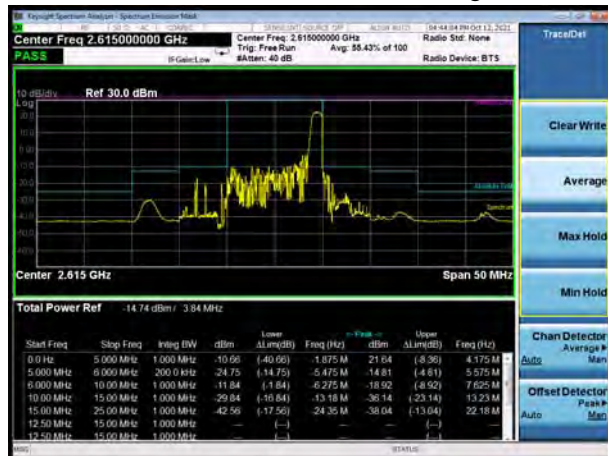 Keysight Spectrum Analyzer - Spectrum Emission Mask
04:44:04 PM Oct 12, 2021
Center Freq 2.615000000 GHz
Center Freq: 2.615000000 GHz
Radio Std: None
PASS
IFGain:Low
Trig: Free Run
Avg: 55.43% of 100
#Atten: 40 dB
Radio Device: BTS
10 dB/div
Ref 30.0 dBm
Log
Spectrum
Center 2.615 GHz
Span 50 MHz
Total Power Ref
-14.74 dBm / 3.84 MHz
Lower
<- Peak ->
Upper
Start Freq Stop Freq Integ BW dBm ΔLim(dB) Freq (Hz) dBm ΔLim(dB) Freq (Hz)
0.0 Hz 5.000 MHz 1.000 MHz -10.66 (-40.66) -1.875 M 21.64 (-8.36) 4.175 M
5.000 MHz 6.000 MHz 200.0 kHz -24.75 (-14.75) -5.475 M -14.81 (-4.81) 5.575 M
6.000 MHz 10.00 MHz 1.000 MHz -11.84 (-1.84) -6.275 M -18.92 (-8.92) 7.625 M
10.00 MHz 15.00 MHz 1.000 MHz -29.84 (-16.84) -13.18 M -36.14 (-23.14) 13.23 M
15.00 MHz 25.00 MHz 1.000 MHz -42.56 (-17.56) -24.35 M -38.04 (-13.04) 22.18 M
12.50 MHz 15.00 MHz 1.000 MHz --- (---) --- --- (---) ---
12.50 MHz 15.00 MHz 1.000 MHz --- (---) --- --- (---) ---
MSG
STATUS
Trace/Det
Clear Write
Average
Max Hold
Min Hold
Chan Detector
Average▶
Auto Man
Offset Detector
Peak▶
Auto Man